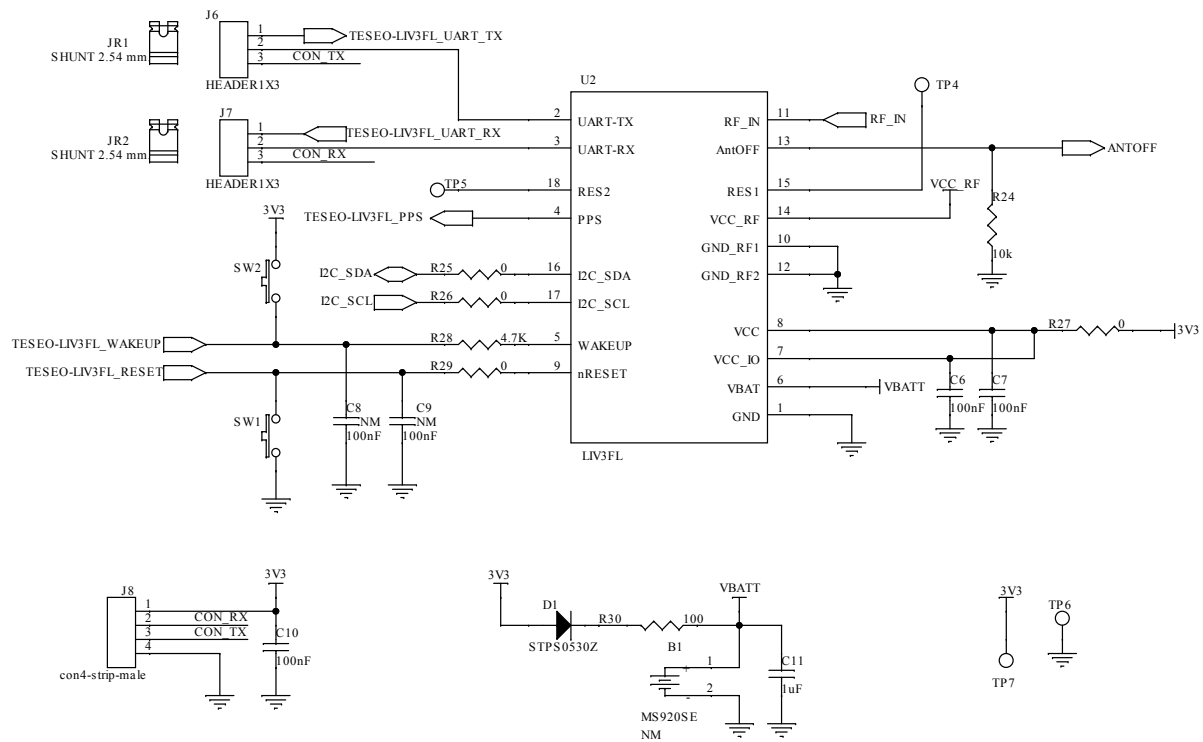 J6
JR1
SHUNT 2.54 mm
1
2
3
TESEO-LIV3FL_UART_TX
CON_TX
HEADER1X3
J7
JR2
SHUNT 2.54 mm
1
2
3
TESEO-LIV3FL_UART_RX
CON_RX
HEADER1X3
U2
2 UART-TX
3 UART-RX
TP5 18 RES2
TESEO-LIV3FL_PPS 4 PPS
I2C_SDA R25 0 16 I2C_SDA
I2C_SCL R26 0 17 I2C_SCL
3V3
SW2
TESEO-LIV3FL_WAKEUP R28 4.7K 5 WAKEUP
TESEO-LIV3FL_RESET R29 0 9 nRESET
SW1
C8
NM
100nF
C9
NM
100nF
LIV3FL
TP4
RF_IN 11 RF_IN
AntOFF 13 ANTOFF
RES1 15
VCC_RF
VCC_RF 14
R24
10k
GND_RF1 10
GND_RF2 12
VCC 8 R27 0 3V3
VCC_IO 7
VBAT 6 VBATT
GND 1
C6
100nF
C7
100nF
J8
1
2
3
4
CON_RX
CON_TX
con4-strip-male
3V3
C10
100nF
3V3
D1
STPS0530Z
R30 100
VBATT
B1
1
+
2
-
MS920SE
NM
C11
1uF
3V3
TP7
TP6